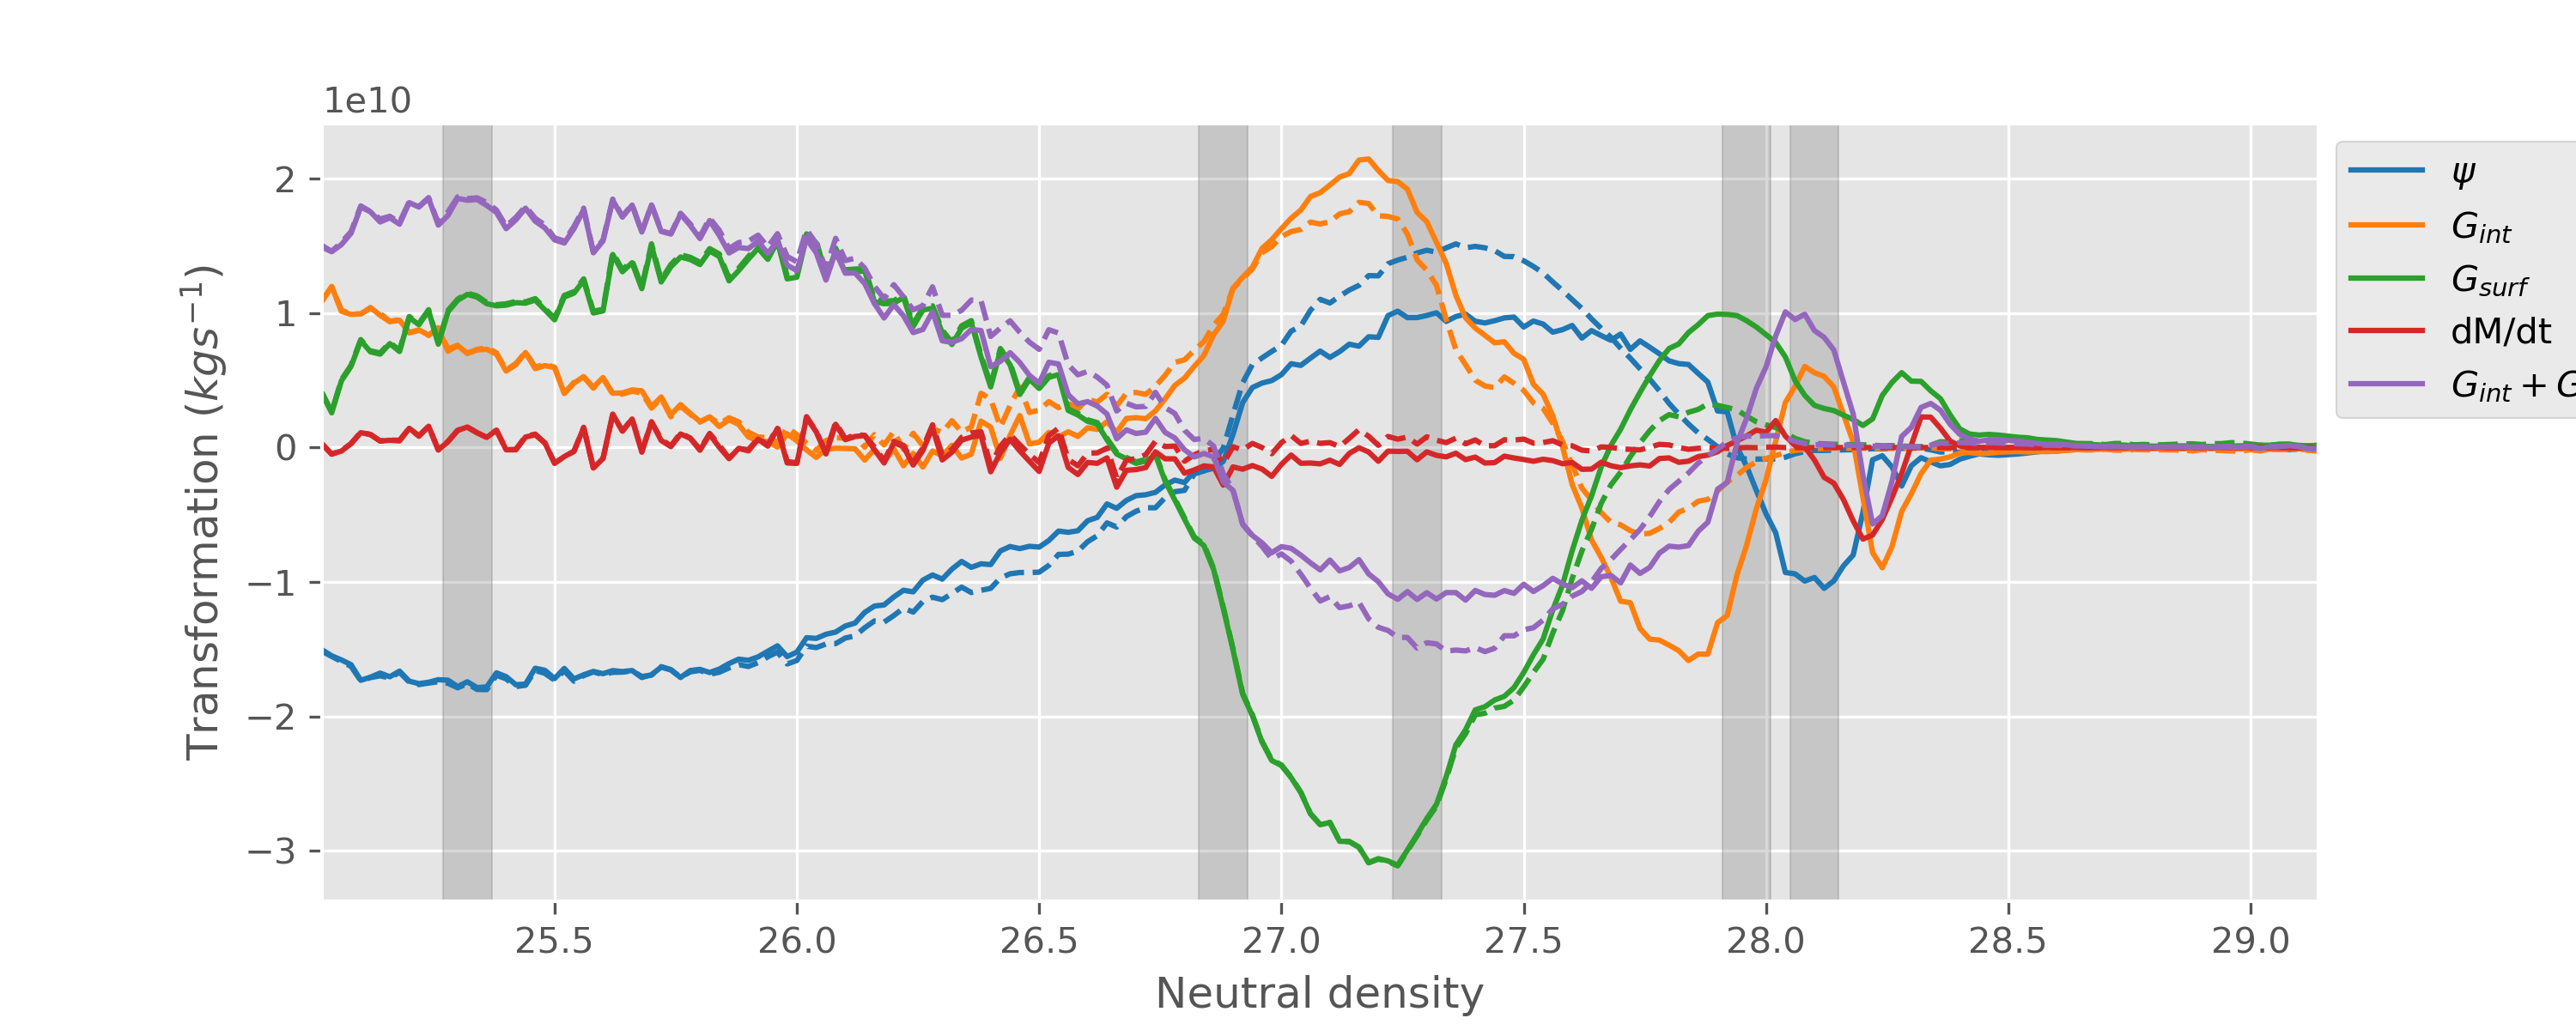 1e10
2
1
0
−1
−2
−3
Transformation (kgs⁻¹)
25.5 26.0 26.5 27.0 27.5 28.0 28.5 29.0
Neutral density
ψ
G_int
G_surf
dM/dt
G_int + G